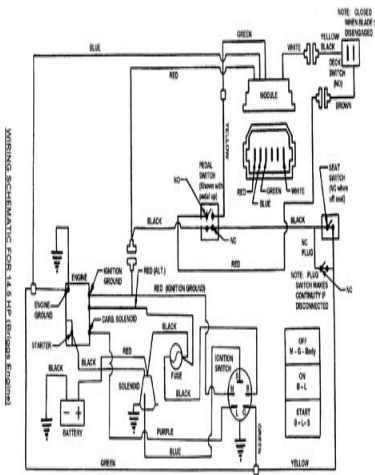 NOTE: CLOSED
WHEN BLADE
DISENGAGED
GREEN
YELLOW
BLACK
BLUE
WHITE
DECK
SWITCH
(NO)
RED
MODULE
BROWN
YELLOW
PEDAL
SWITCH
(Shown with
pedal up)
SEAT
SWITCH
(NO when
off seat)
RED
GREEN
WHITE
BLUE
NO
BLACK
BLACK
NC
NC
PLUG
RED
NOTE: PLUG
SWITCH MAKES
CONTINUITY IF
DISCONNECTED
NC
WIRING SCHEMATIC FOR 14.5 HP (Briggs Engine)
ENGINE
IGNITION
GROUND
RED (ALT.)
RED (IGNITION GROUND)
ENGINE
GROUND
CARB. SOLENOID
BLACK
STARTER
RED
IGNITION
SWITCH
FUSE
BLACK
BLACK
SOLENOID
BLACK
BATTERY
PURPLE
BLUE
GREEN
GREEN
YELLOW
OFF
M - G - Body
ON
B - L
START
B - L - S